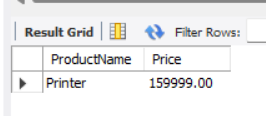 Result Grid Filter Rows:
ProductName Price
Printer 159999.00